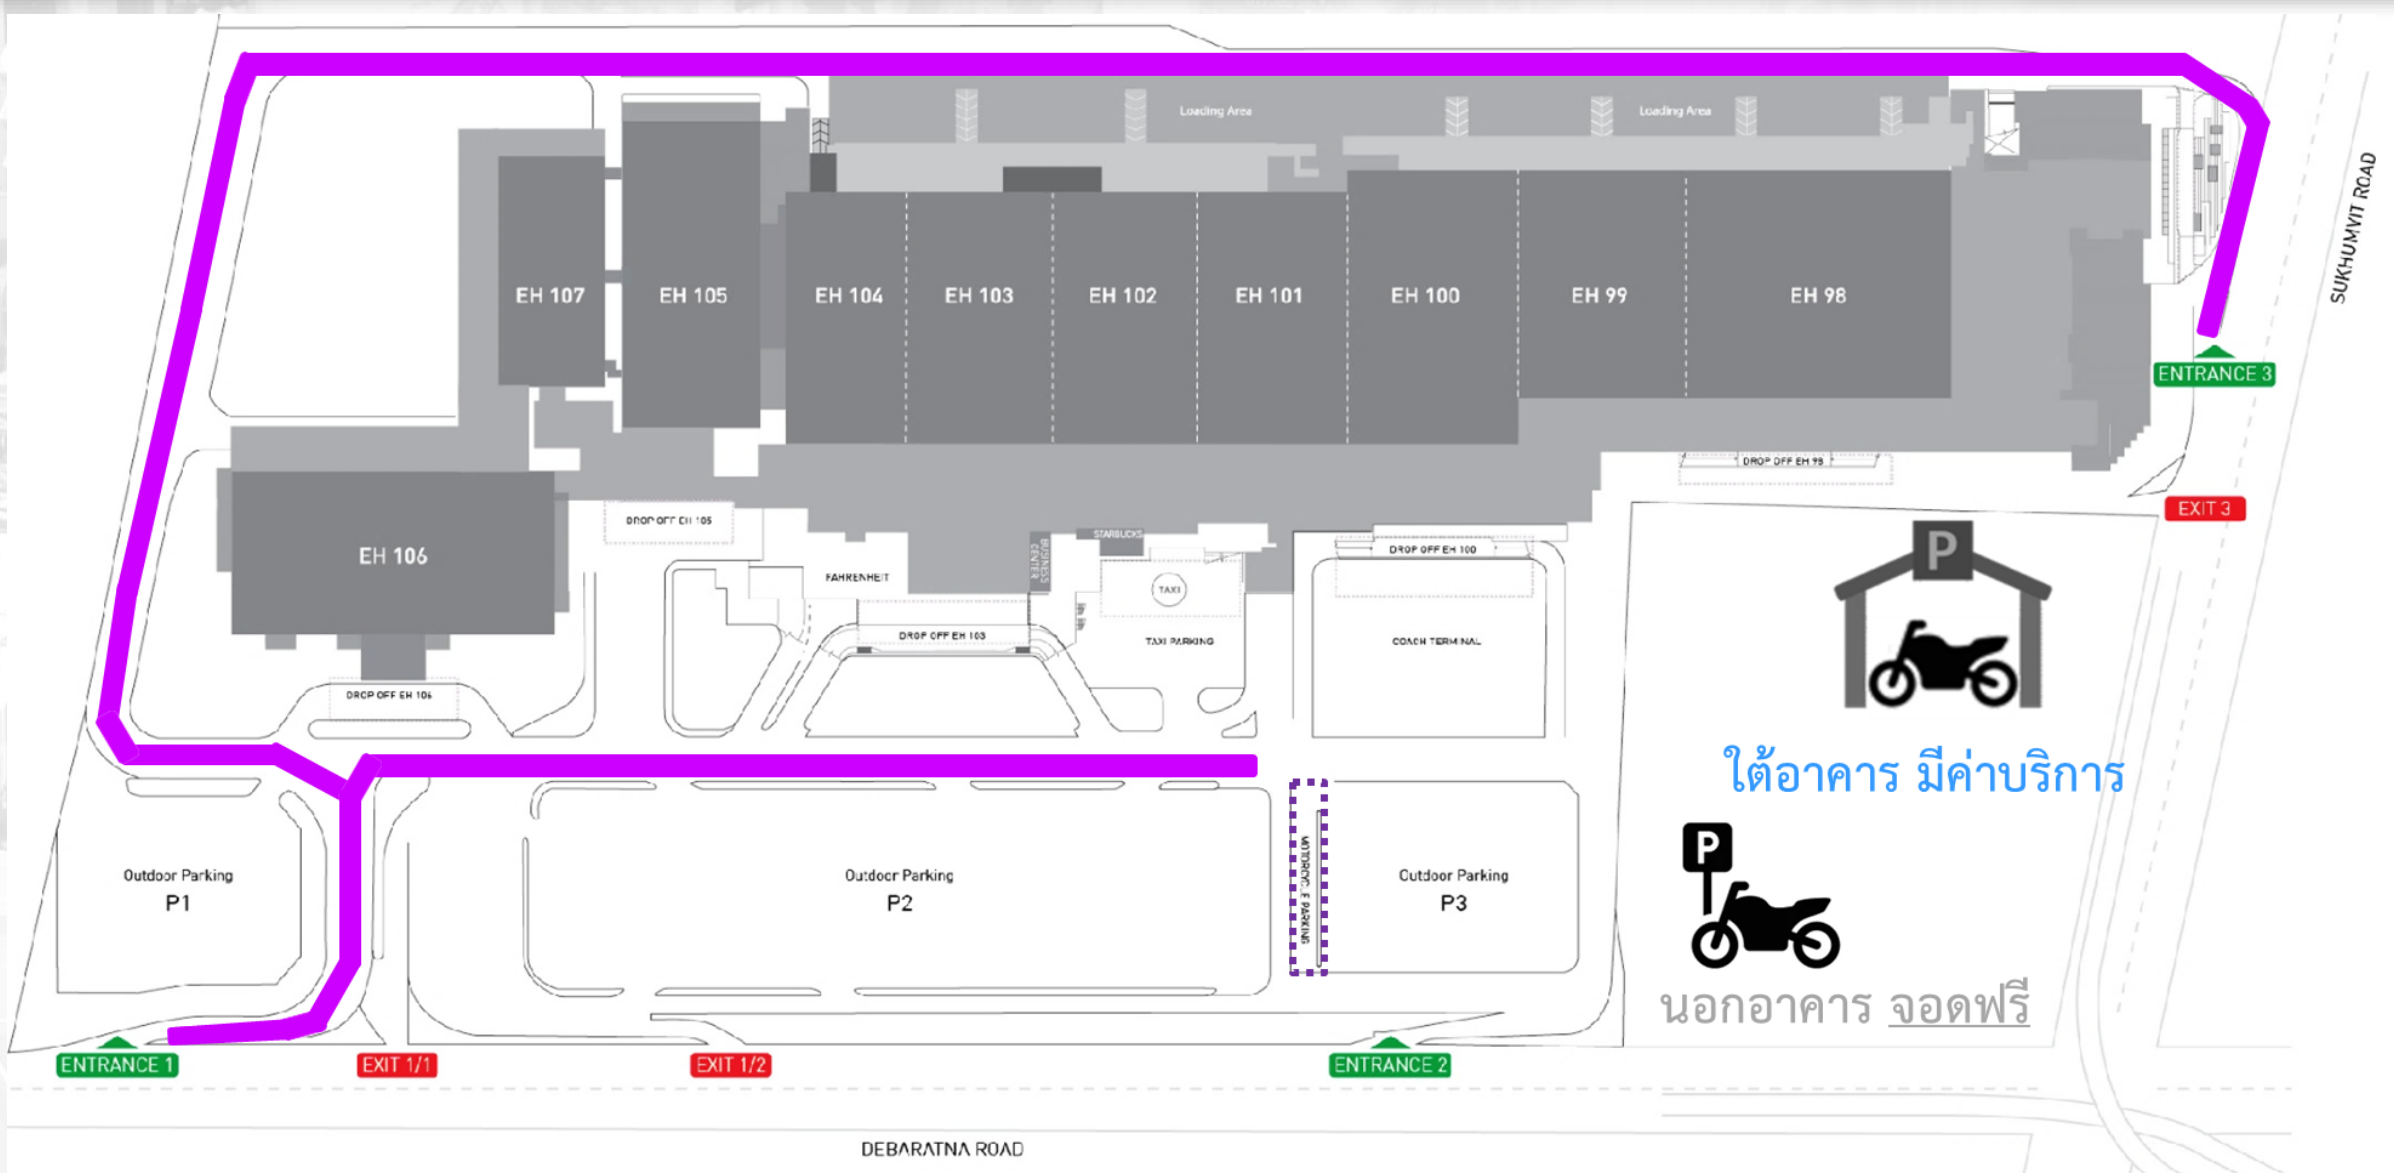 Loading Area
Loading Area
SUKHUMVIT ROAD
EH 107
EH 105
EH 104
EH 103
EH 102
EH 101
EH 100
EH 99
EH 98
ENTRANCE 3
DROP OFF EH 98
EXIT 3
DROP OFF EH 105
STARBUCKS
BUSINESS
CENTER
DROP OFF EH 100
P
EH 106
FAHRENHEIT
TAXI
DROP OFF EH 103
TAXI PARKING
COACH TERMINAL
DROP OFF EH 106
ใต้อาคาร มีค่าบริการ
P
Outdoor Parking
P1
Outdoor Parking
P2
MOTORCYCLE PARKING
Outdoor Parking
P3
นอกอาคาร จอดฟรี
ENTRANCE 1
EXIT 1/1
EXIT 1/2
ENTRANCE 2
DEBARATNA ROAD